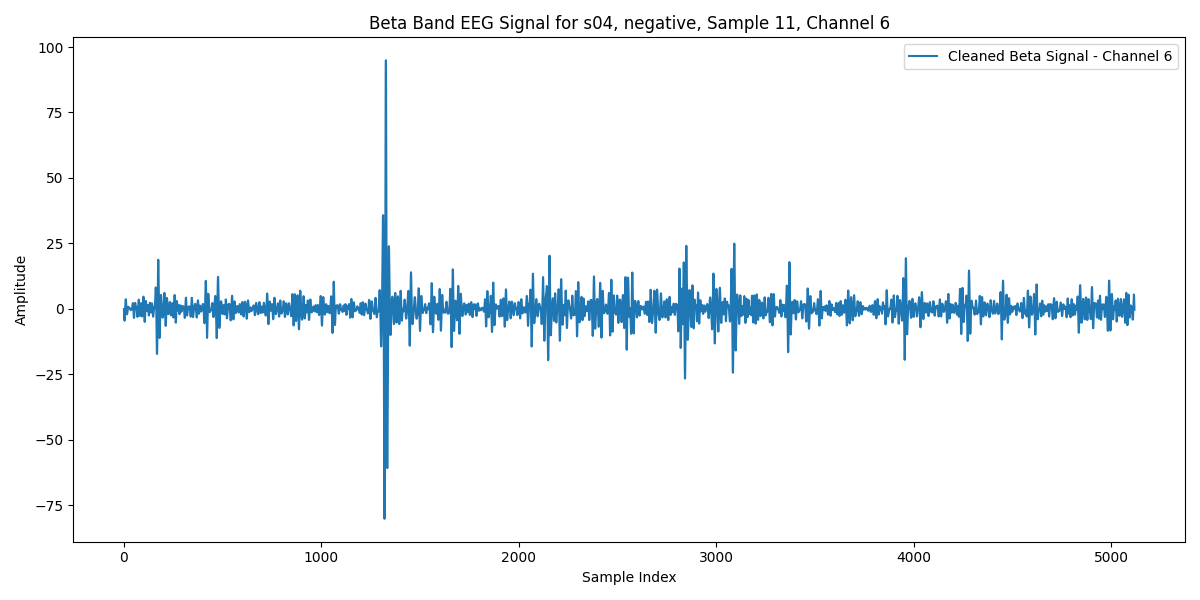 Beta Band EEG Signal for s04, negative, Sample 11, Channel 6
Cleaned Beta Signal - Channel 6
Amplitude
100
75
50
25
0
−25
−50
−75
0 1000 2000 3000 4000 5000
Sample Index